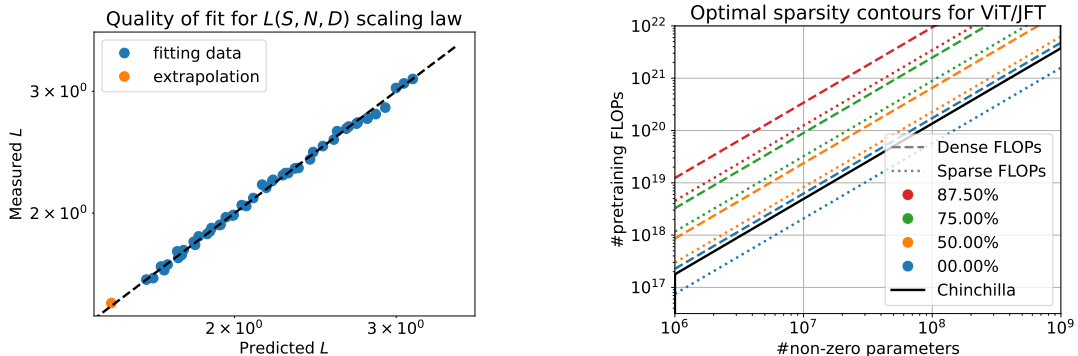 Quality of fit for L(S, N, D) scaling law
fitting data
extrapolation
3 × 10⁰
2 × 10⁰
Measured L
2 × 10⁰
3 × 10⁰
Predicted L
Optimal sparsity contours for ViT/JFT
10²²
10²¹
10²⁰
10¹⁹
10¹⁸
10¹⁷
#pretraining FLOPs
Dense FLOPs
Sparse FLOPs
87.50%
75.00%
50.00%
00.00%
Chinchilla
10⁶
10⁷
10⁸
10⁹
#non-zero parameters